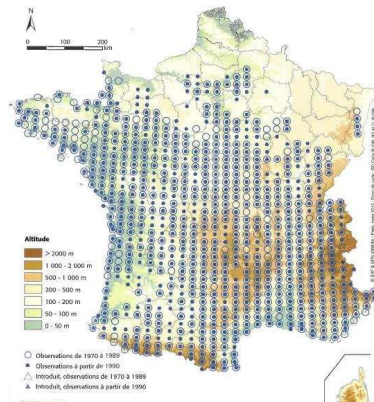 N
0 100 200
km
Altitude
> 2000 m
1 000 - 2 000 m
500 - 1 000 m
200 - 500 m
100 - 200 m
50 - 100 m
0 - 50 m
Observations de 1970 à 1989
Observations à partir de 1990
Introduit, observations de 1970 à 1989
Introduit, observations à partir de 1990